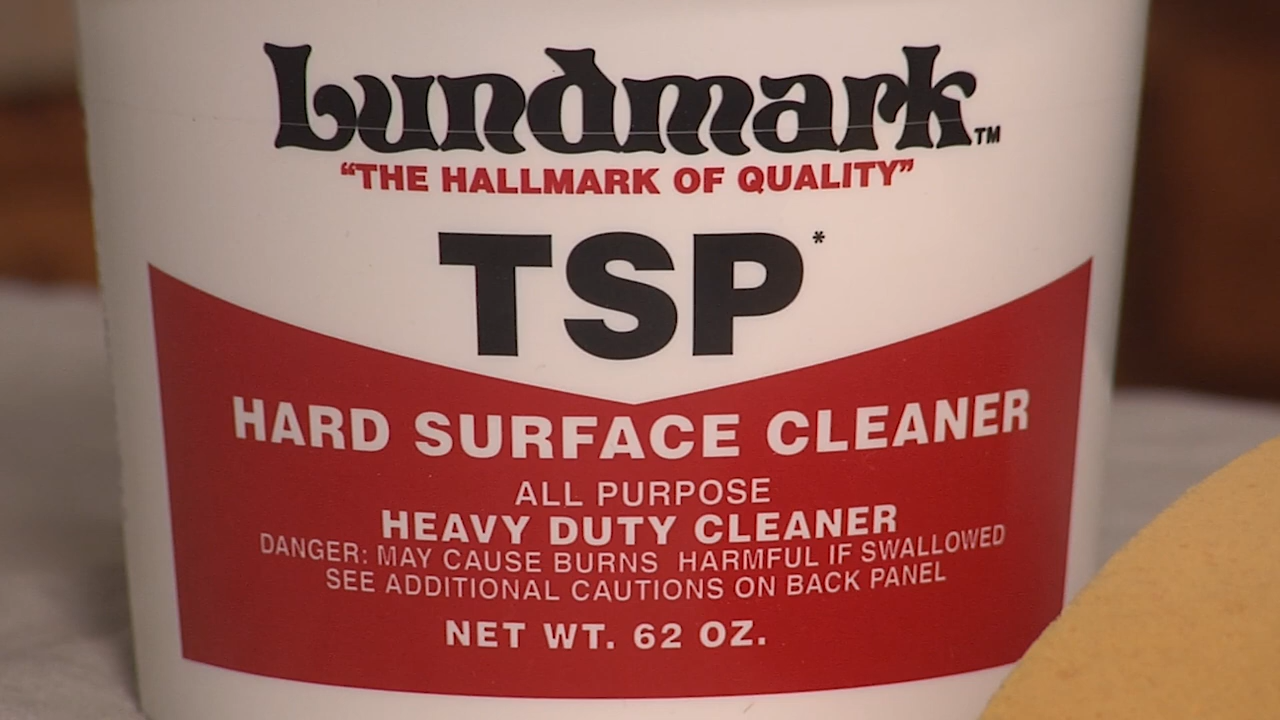 Lundmark™
“THE HALLMARK OF QUALITY”
TSP*
HARD SURFACE CLEANER
ALL PURPOSE
HEAVY DUTY CLEANER
DANGER: MAY CAUSE BURNS HARMFUL IF SWALLOWED
SEE ADDITIONAL CAUTIONS ON BACK PANEL
NET WT. 62 OZ.